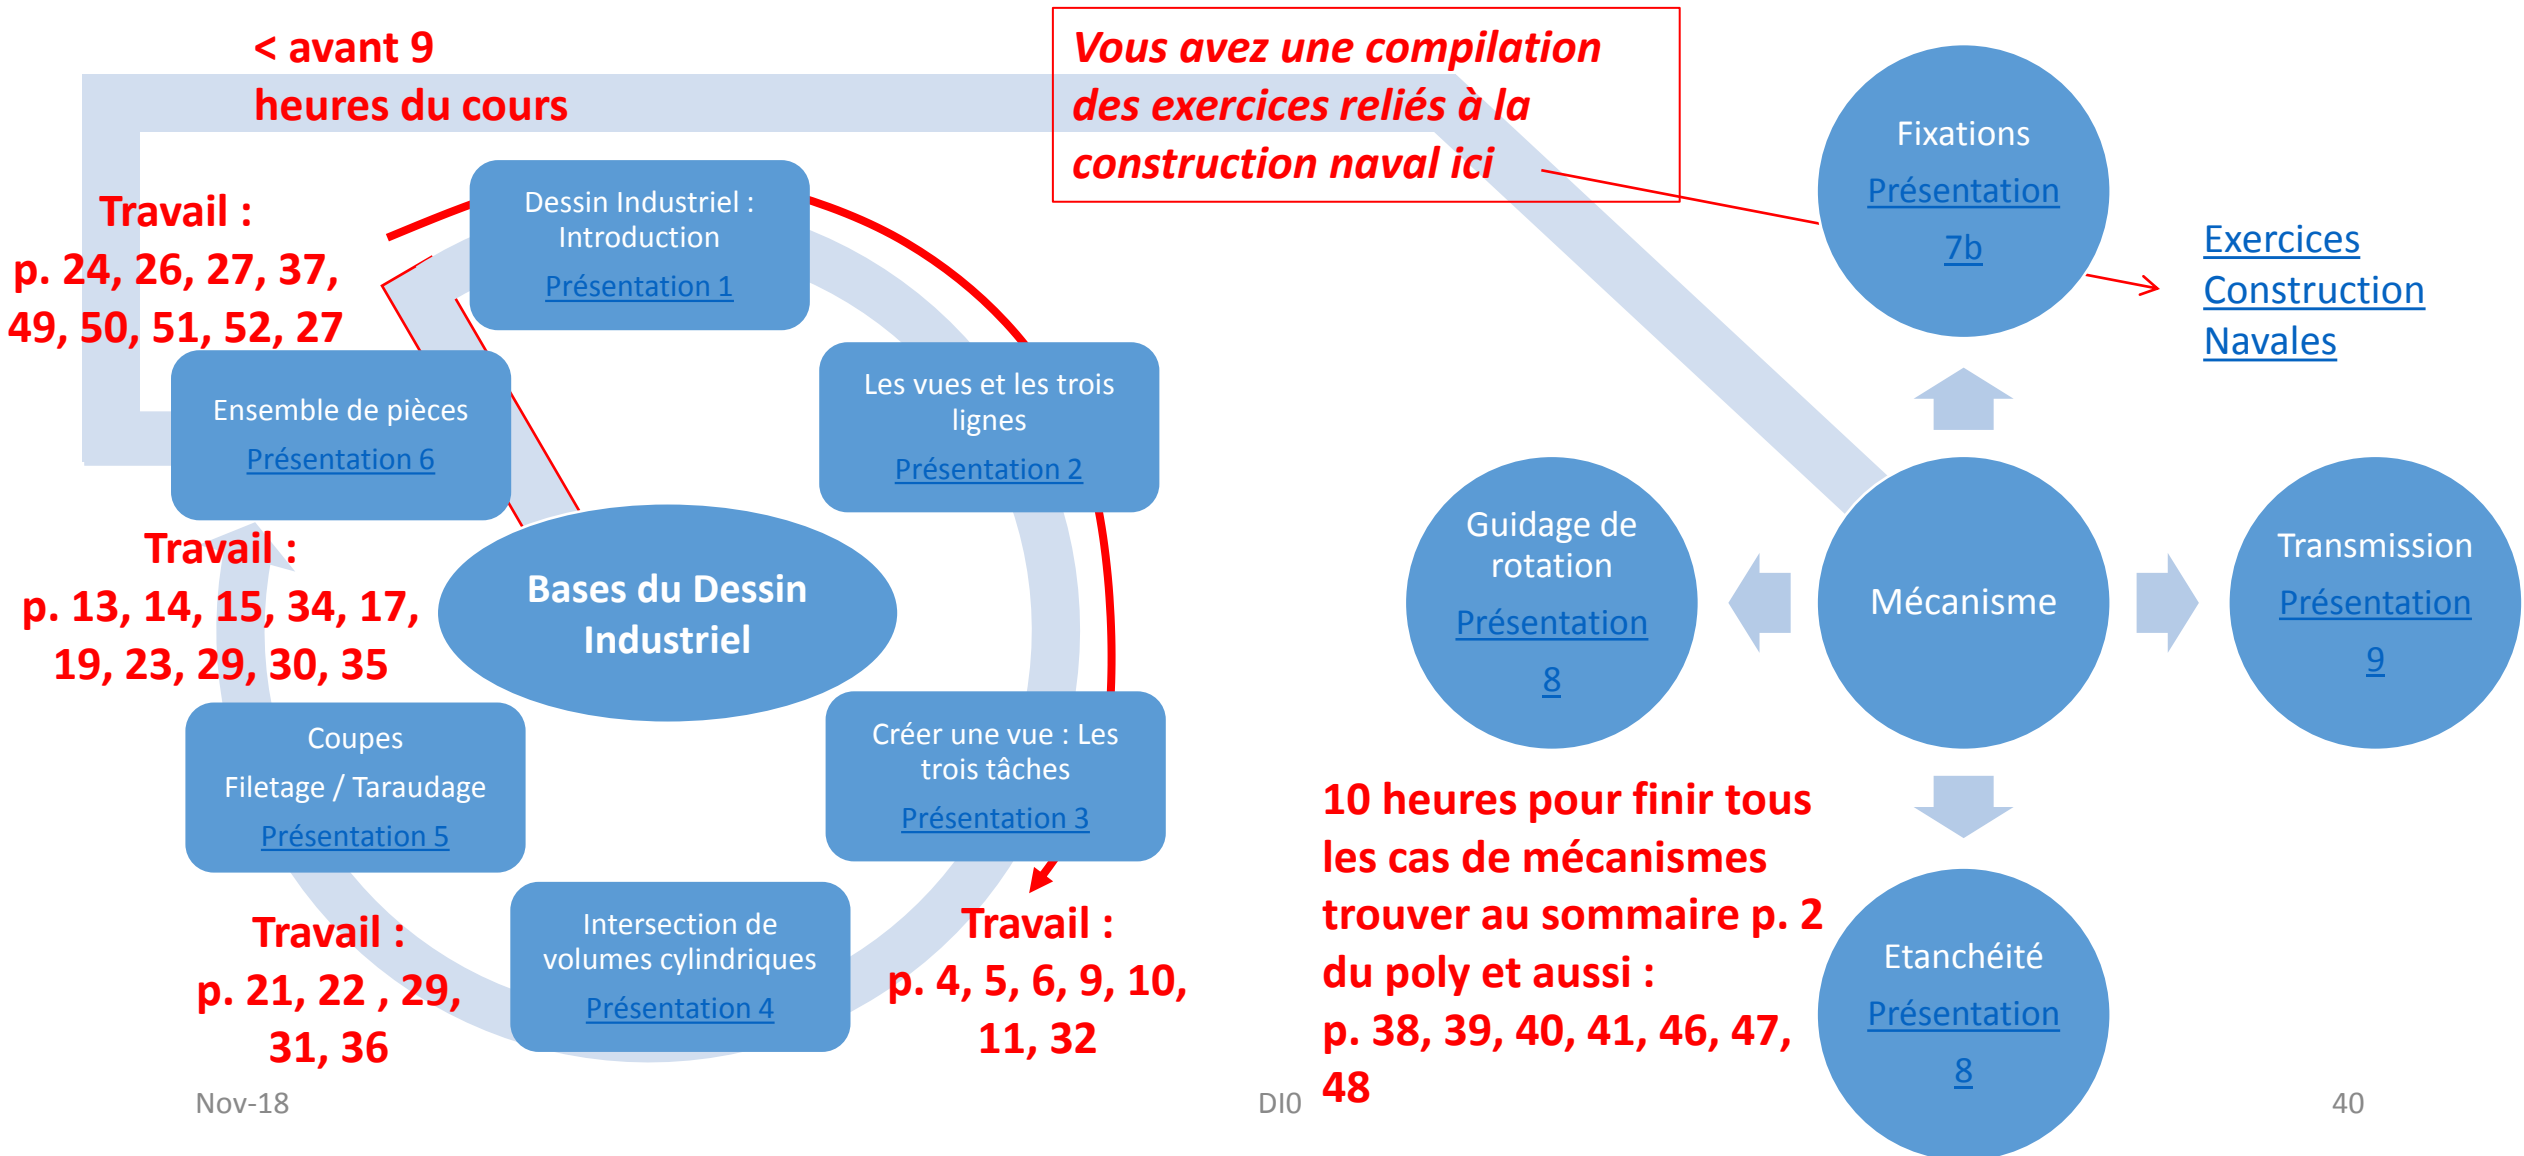 < avant 9
heures du cours
Vous avez une compilation
des exercices reliés à la
construction naval ici
Travail :
p. 24, 26, 27, 37,
49, 50, 51, 52, 27
Dessin Industriel :
Introduction
Présentation 1
Les vues et les trois
lignes
Présentation 2
Ensemble de pièces
Présentation 6
Travail :
p. 13, 14, 15, 34, 17,
19, 23, 29, 30, 35
Bases du Dessin
Industriel
Créer une vue : Les
trois tâches
Présentation 3
Coupes
Filetage / Taraudage
Présentation 5
Travail :
p. 21, 22 , 29,
31, 36
Intersection de
volumes cylindriques
Présentation 4
Travail :
p. 4, 5, 6, 9, 10,
11, 32
Fixations
Présentation
7b
Exercices
Construction
Navales
Guidage de
rotation
Présentation
8
Mécanisme
Transmission
Présentation
9
10 heures pour finir tous
les cas de mécanismes
trouver au sommaire p. 2
du poly et aussi :
p. 38, 39, 40, 41, 46, 47,
48
Etanchéité
Présentation
8
Nov-18
DI0
40